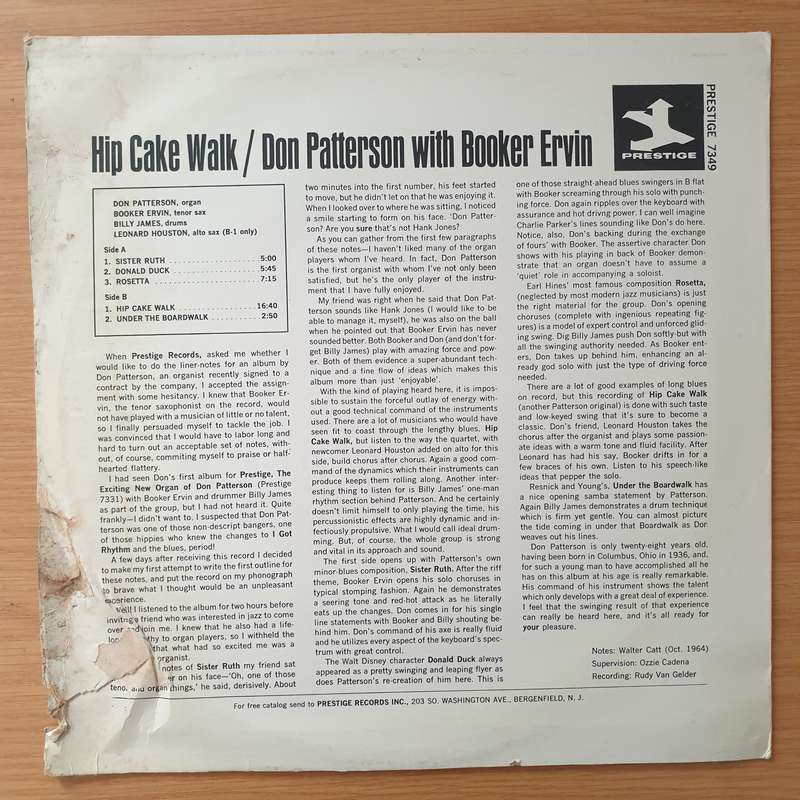 PRESTIGE
PRESTIGE 7349
Hip Cake Walk / Don Patterson with Booker Ervin
DON PATTERSON, organ
BOOKER ERVIN, tenor sax
BILLY JAMES, drums
LEONARD HOUSTON, alto sax (B-1 only)
Side A
1. SISTER RUTH . . . . . . . . . . . . . . . . . . 5:00
2. DONALD DUCK . . . . . . . . . . . . . . . . . 5:45
3. ROSETTA . . . . . . . . . . . . . . . . . . . . . 7:15
Side B
1. HIP CAKE WALK . . . . . . . . . . . . . . . . 16:40
2. UNDER THE BOARDWALK . . . . . . . . . . 2:50
When Prestige Records, asked me whether I
would like to do the liner-notes for an album by
Don Patterson, an organist recently signed to a
contract by the company, I accepted the assign-
ment with some hesitancy. I knew that Booker Er-
vin, the tenor saxophonist on the record, would
not have played with a musician of little or no talent,
so I finally persuaded myself to tackle the job. I
was convinced that I would have to labor long and
hard to turn out an acceptable set of notes, with-
out, of course, commiting myself to praise or half-
hearted flattery.
I had seen Don's first album for Prestige, The
Exciting New Organ of Don Patterson (Prestige
7331) with Booker Ervin and drummer Billy James
as part of the group, but I had not heard it. Quite
frankly—I didn't want to. I suspected that Don Pat-
terson was one of those non-descript bangers, one
of those hippies who knew the changes to I Got
Rhythm and the blues, period!
A few days after receiving this record I decided
to make my first attempt to write the first outline for
these notes, and put the record on my phonograph
to brave what I thought would be an unpleasant
experience.
Well! I listened to the album for two hours before
inviting a friend who was interested in jazz to come
over and join me. I knew that he also had a life-
thy to organ players, so I withheld the
that what had so excited me was a
organist.
notes of Sister Ruth my friend sat
er on his face—'Oh, one of those
tenor and organ things,' he said, derisively. About
two minutes into the first number, his feet started
to move, but he didn't let on that he was enjoying it.
When I looked over to where he was sitting, I noticed
a smile starting to form on his face. 'Don Patter-
son? Are you sure that's not Hank Jones?
As you can gather from the first few paragraphs
of these notes—I haven't liked many of the organ
players whom I've heard. In fact, Don Patterson
is the first organist with whom I've not only been
satisfied, but he's the only player of the instru-
ment that I have fully enjoyed.
My friend was right when he said that Don Pat-
terson sounds like Hank Jones (I would like to be
able to manage it, myself), he was also on the ball
when he pointed out that Booker Ervin has never
sounded better. Both Booker and Don (and don't for-
get Billy James) play with amazing force and pow-
er. Both of them evidence a super-abundant tech-
nique and a fine flow of ideas which makes this
album more than just 'enjoyable'.
With the kind of playing heard here, it is impos-
sible to sustain the forceful outlay of energy with-
out a good technical command of the instruments
used. There are a lot of musicians who would have
seen fit to coast through the lengthy blues, Hip
Cake Walk, but listen to the way the quartet, with
newcomer Leonard Houston added on alto for this
side, build chorus after chorus. Again a good com-
mand of the dynamics which their instruments can
produce keeps them rolling along. Another inter-
esting thing to listen for is Billy James' one-man
rhythm section behind Patterson. And he certainly
doesn't limit himself to only playing the time, his
percussionistic effects are highly dynamic and in-
fectiously propulsive. What I would call ideal drum-
ming. But, of course, the whole group is strong
and vital in its approach and sound.
The first side opens up with Patterson's own
minor-blues composition, Sister Ruth. After the riff
theme, Booker Ervin opens his solo choruses in
typical stomping fashion. Again he demonstrates
a seering tone and red-hot attack as he literally
eats up the changes. Don comes in for his single
line statements with Booker and Billy shouting be-
hind him. Don's command of his axe is really fluid
and he utilizes every aspect of the keyboard's spec-
trum with great control.
The Walt Disney character Donald Duck always
appeared as a pretty swinging and leaping flyer as
does Patterson's re-creation of him here. This is
one of those straight-ahead blues swingers in B flat
with Booker screaming through his solo with punch-
ing force. Don again ripples over the keyboard with
assurance and hot drivng power. I can well imagine
Charlie Parker's lines sounding like Don's do here.
Notice, also, Don's backing during the exchange
of fours' with Booker. The assertive character Don
shows with his playing in back of Booker demon-
strate that an organ doesn't have to assume a
'quiet' role in accompanying a soloist.
Earl Hines' most famous composition Rosetta,
(neglected by most modern jazz musicians) is just
the right material for the group. Don's opening
choruses (complete with ingenious repeating fig-
ures) is a model of expert control and unforced glid-
ing swing. Dig Billy James push Don softly-but with
all the swinging authority needed. As Booker ent-
ers, Don takes up behind him, enhancing an al-
ready god solo with just the type of driving force
needed.
There are a lot of good examples of long blues
on record, but this recording of Hip Cake Walk
(another Patterson original) is done with such taste
and low-keyed swing that it's sure to become a
classic. Don's friend, Leonard Houston takes the
chorus after the organist and plays some passion-
ate ideas with a warm tone and fluid facility. After
Leonard has had his say, Booker drifts in for a
few braces of his own. Listen to his speech-like
ideas that pepper the solo.
Resnick and Young's, Under the Boardwalk has
a nice opening samba statement by Patterson.
Again Billy James demonstrates a drum technique
which is firm yet gentle. You can almost picture
the tide coming in under that Boardwalk as Don
weaves out his lines.
Don Patterson is only twenty-eight years old,
having been born in Columbus, Ohio in 1936, and,
for such a young man to have accomplished all he
has on this album at his age is really remarkable.
His command of his instrument shows the talent
which only develops with a great deal of experience.
I feel that the swinging result of that experience
can really be heard here, and it's all ready for
your pleasure.
Notes: Walter Catt (Oct. 1964)
Supervision: Ozzie Cadena
Recording: Rudy Van Gelder
For free catalog send to PRESTIGE RECORDS INC., 203 SO. WASHINGTON AVE., BERGENFIELD, N. J.